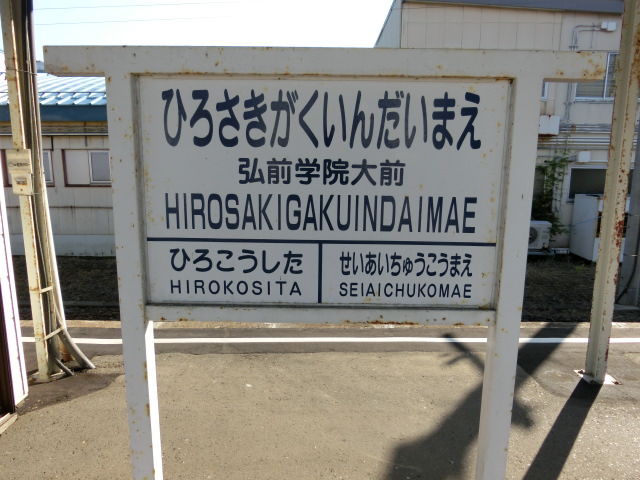 ひろさきがくいんだいまえ
弘前学院大前
HIROSAKIGAKUINDAIMAE
ひろこうした
HIROKOSITA
せいあいちゅうこうまえ
SEIAICHUKOMAE